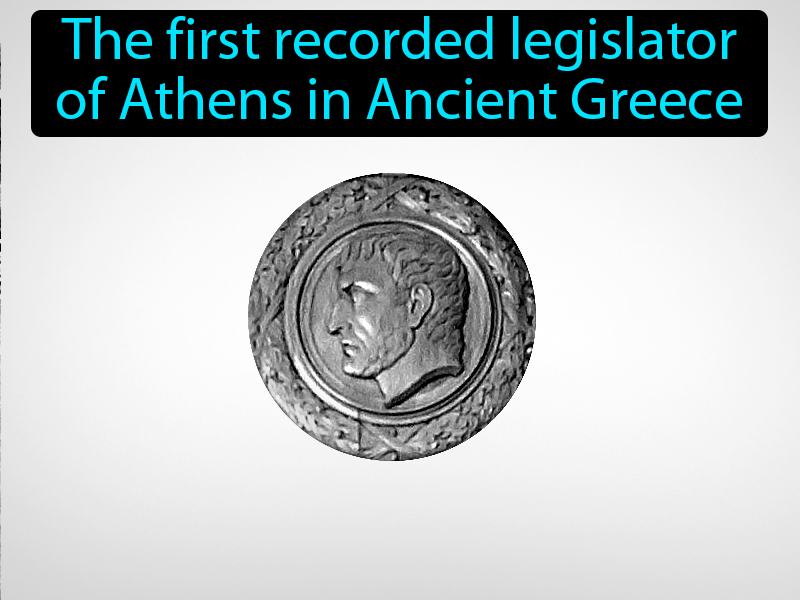 The first recorded legislator
of Athens in Ancient Greece